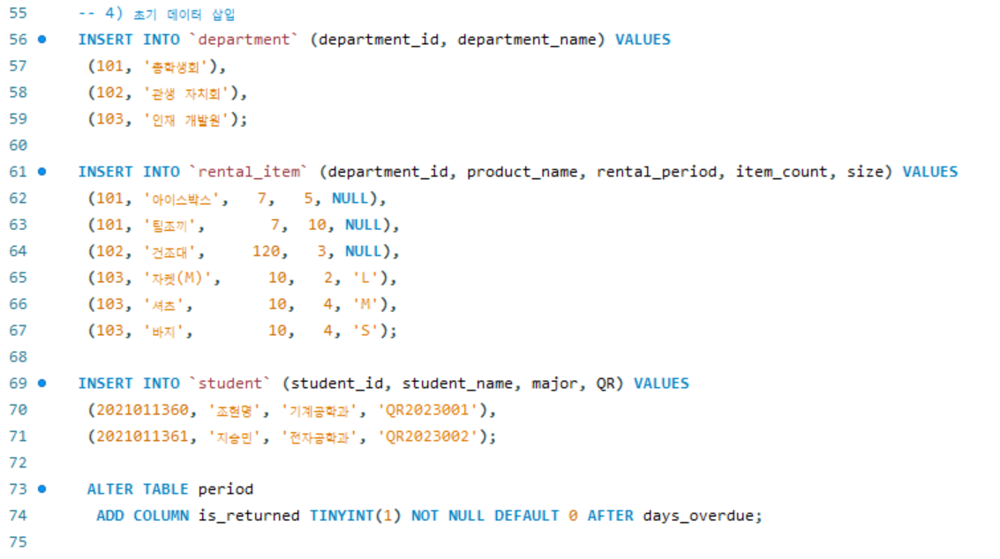 55 -- 4) 초기 데이터 삽입
56 INSERT INTO `department` (department_id, department_name) VALUES
57 (101, '총학생회'),
58 (102, '관생 자치회'),
59 (103, '인재 개발원');
60
61 INSERT INTO `rental_item` (department_id, product_name, rental_period, item_count, size) VALUES
62 (101, '아이스박스', 7, 5, NULL),
63 (101, '팀조끼', 7, 10, NULL),
64 (102, '건조대', 120, 3, NULL),
65 (103, '자켓(M)', 10, 2, 'L'),
66 (103, '셔츠', 10, 4, 'M'),
67 (103, '바지', 10, 4, 'S');
68
69 INSERT INTO `student` (student_id, student_name, major, QR) VALUES
70 (2021011360, '조현명', '기계공학과', 'QR2023001'),
71 (2021011361, '지승민', '전자공학과', 'QR2023002');
72
73 ALTER TABLE period
74 ADD COLUMN is_returned TINYINT(1) NOT NULL DEFAULT 0 AFTER days_overdue;
75